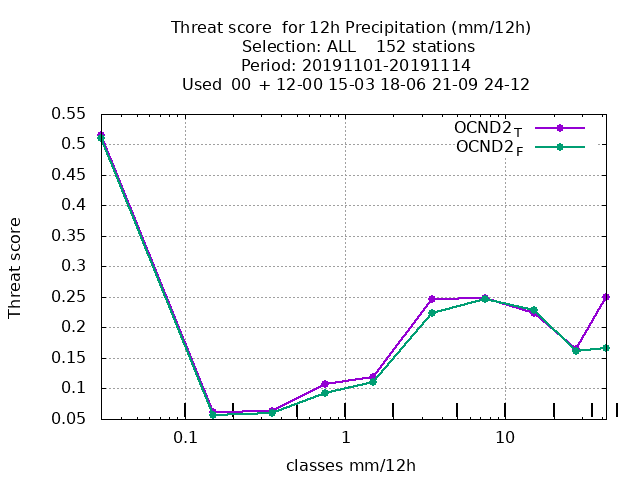 Threat score  for 12h Precipitation (mm/12h)
Selection: ALL    152 stations
Period: 20191101-20191114
Used  00 + 12-00 15-03 18-06 21-09 24-12
OCND2T
OCND2F
0.55
0.5
0.45
0.4
0.35
0.3
0.25
0.2
0.15
0.1
0.05
Threat score
0.1 1 10
classes mm/12h